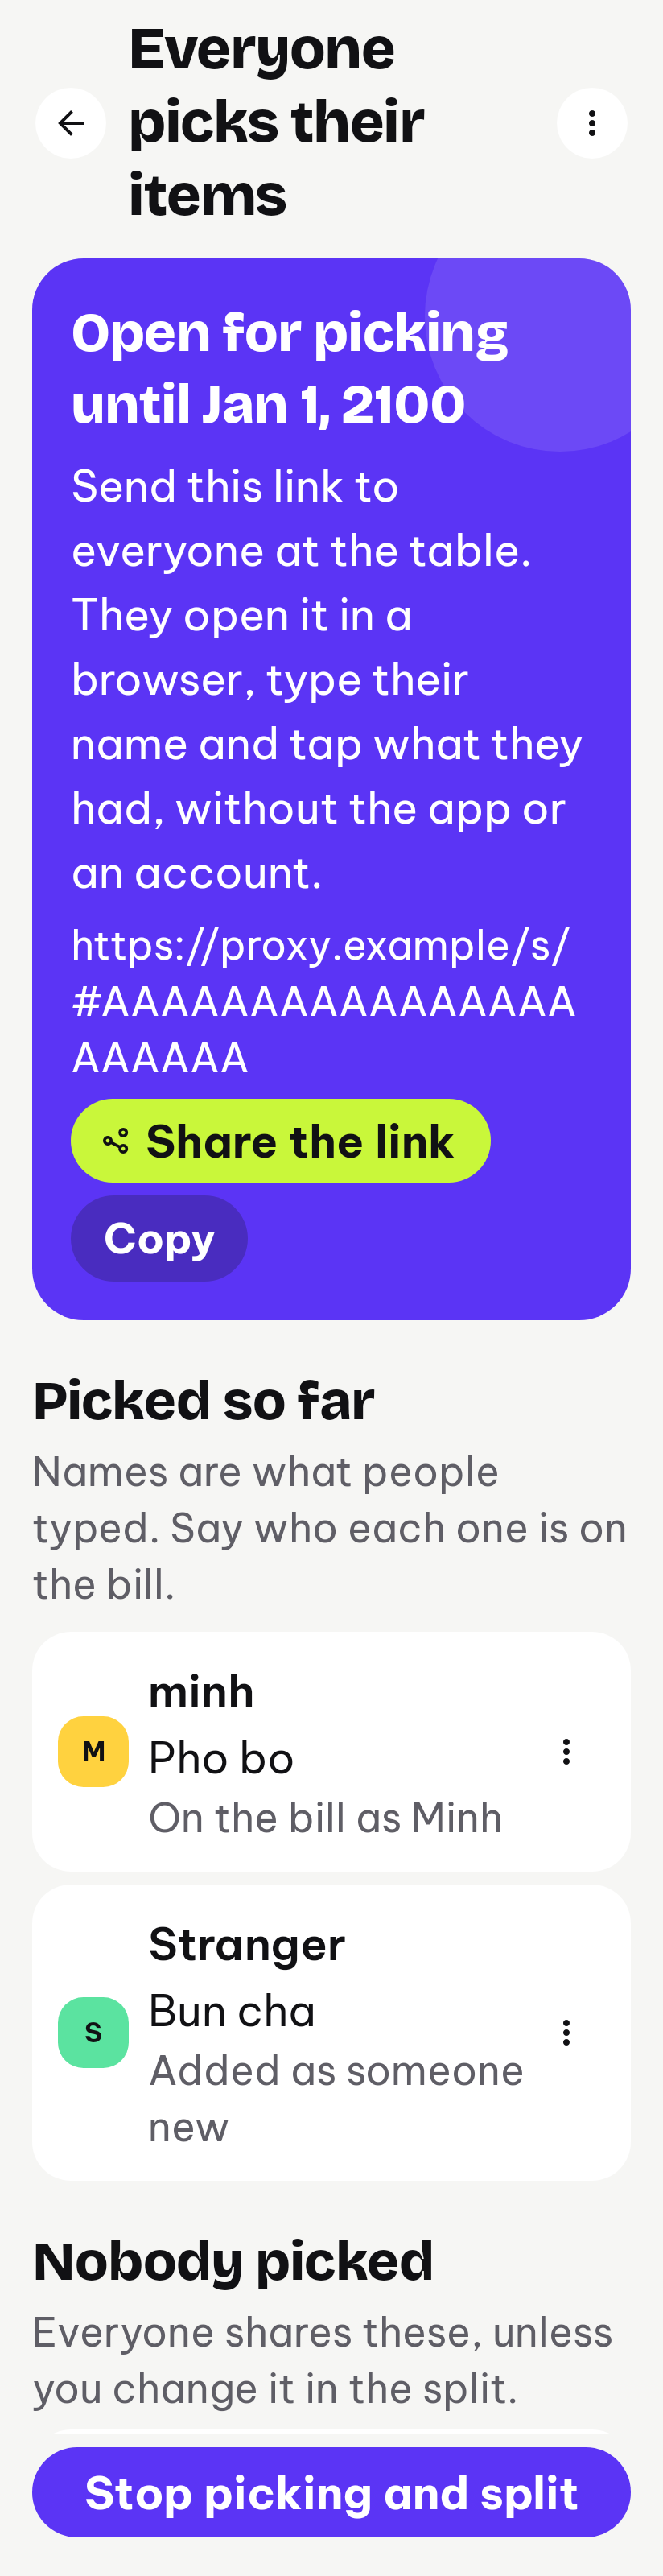 Everyone
picks their
items
Open for picking
until Jan 1, 2100
Send this link to
everyone at the table.
They open it in a
browser, type their
name and tap what they
had, without the app or
an account.
https://proxy.example/s/
#AAAAAAAAAAAAAAAA
AAAAAA
Share the link
Copy
Picked so far
Names are what people
typed. Say who each one is on
the bill.
minh
M
Pho bo
On the bill as Minh
Stranger
S
Bun cha
Added as someone
new
Nobody picked
Everyone shares these, unless
you change it in the split.
Stop picking and split